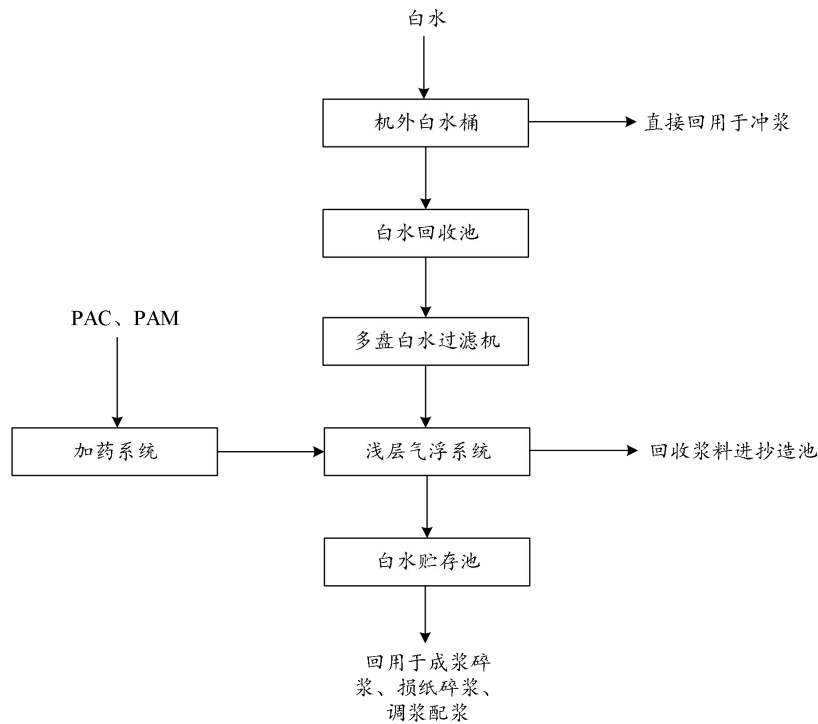 白水
机外白水桶
直接回用于冲浆
白水回收池
PAC、PAM
多盘白水过滤机
加药系统
浅层气浮系统
回收浆料进抄造池
白水贮存池
回用于成浆碎
浆、损纸碎浆、
调浆配浆